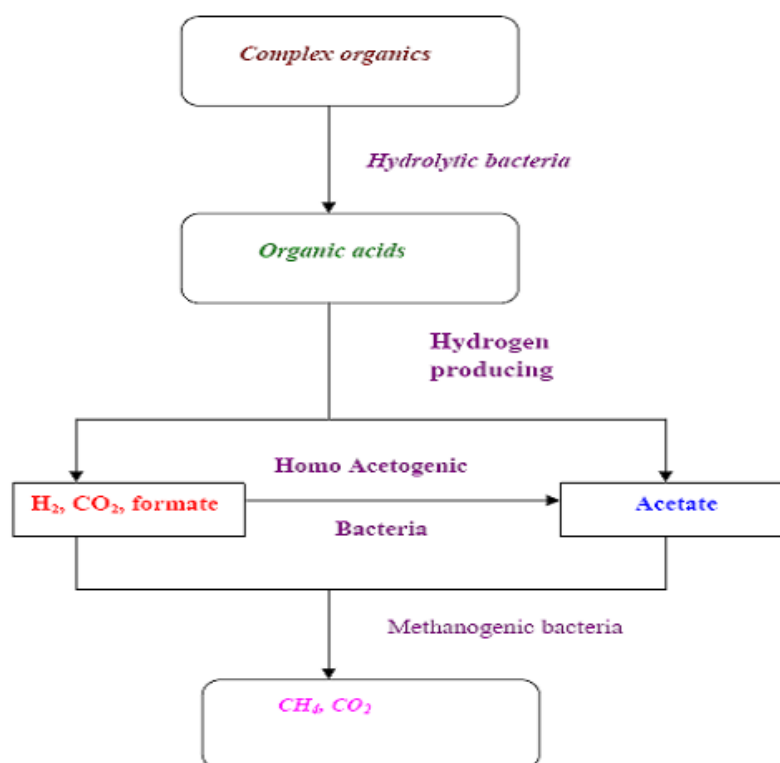 Complex organics
Hydrolytic bacteria
Organic acids
Hydrogen
producing
Homo Acetogenic
H₂, CO₂, formate
Acetate
Bacteria
Methanogenic bacteria
CH₄, CO₂